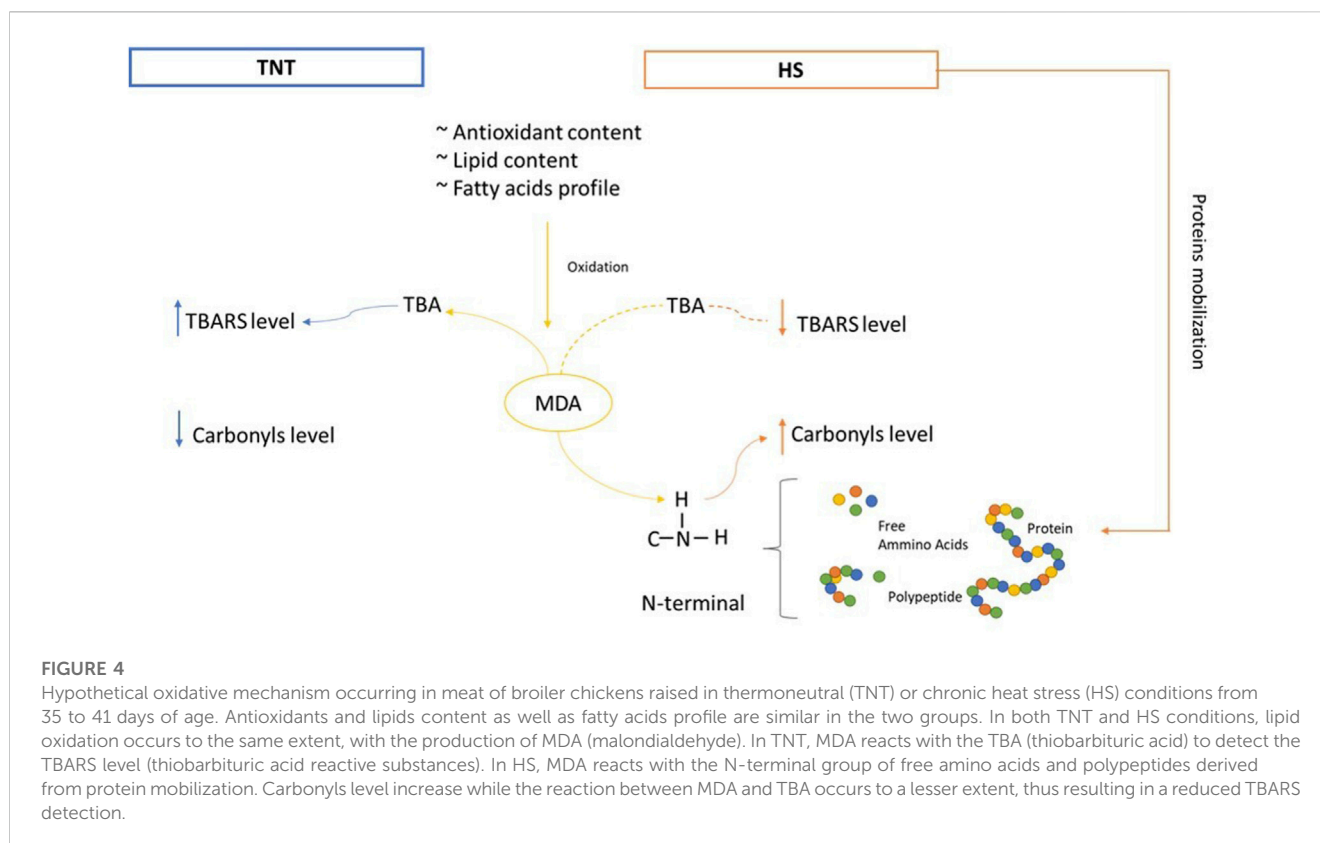 TNT
HS
~ Antioxidant content
~ Lipid content
~ Fatty acids profile
Oxidation
Proteins mobilization
TBARS level
TBA
TBA
TBARS level
MDA
Carbonyls level
Carbonyls level
H
C–N–H
N-terminal
Free
Ammino Acids
Protein
Polypeptide
FIGURE 4
Hypothetical oxidative mechanism occurring in meat of broiler chickens raised in thermoneutral (TNT) or chronic heat stress (HS) conditions from
35 to 41 days of age. Antioxidants and lipids content as well as fatty acids profile are similar in the two groups. In both TNT and HS conditions, lipid
oxidation occurs to the same extent, with the production of MDA (malondialdehyde). In TNT, MDA reacts with the TBA (thiobarbituric acid) to detect the
TBARS level (thiobarbituric acid reactive substances). In HS, MDA reacts with the N-terminal group of free amino acids and polypeptides derived
from protein mobilization. Carbonyls level increase while the reaction between MDA and TBA occurs to a lesser extent, thus resulting in a reduced TBARS
detection.